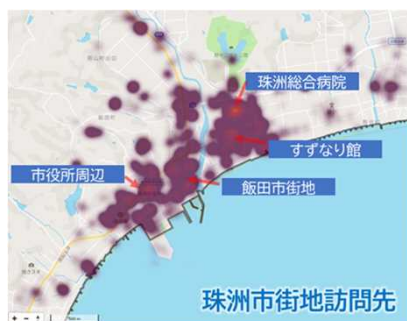 珠洲総合病院
すずなり館
市役所周辺
飯田市街地
珠洲市街地訪問先